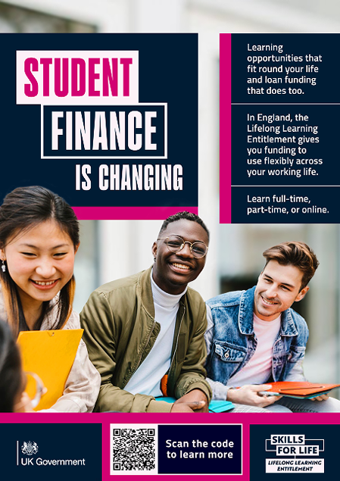 STUDENT
FINANCE
IS CHANGING
Learning
opportunities that
fit round your life
and loan funding
that does too.
In England, the
Lifelong Learning
Entitlement gives
you funding to
use flexibly across
your working life.
Learn full-time,
part-time, or online.
UK Government
Scan the code
to learn more
SKILLS
FOR LIFE
LIFELONG LEARNING
ENTITLEMENT